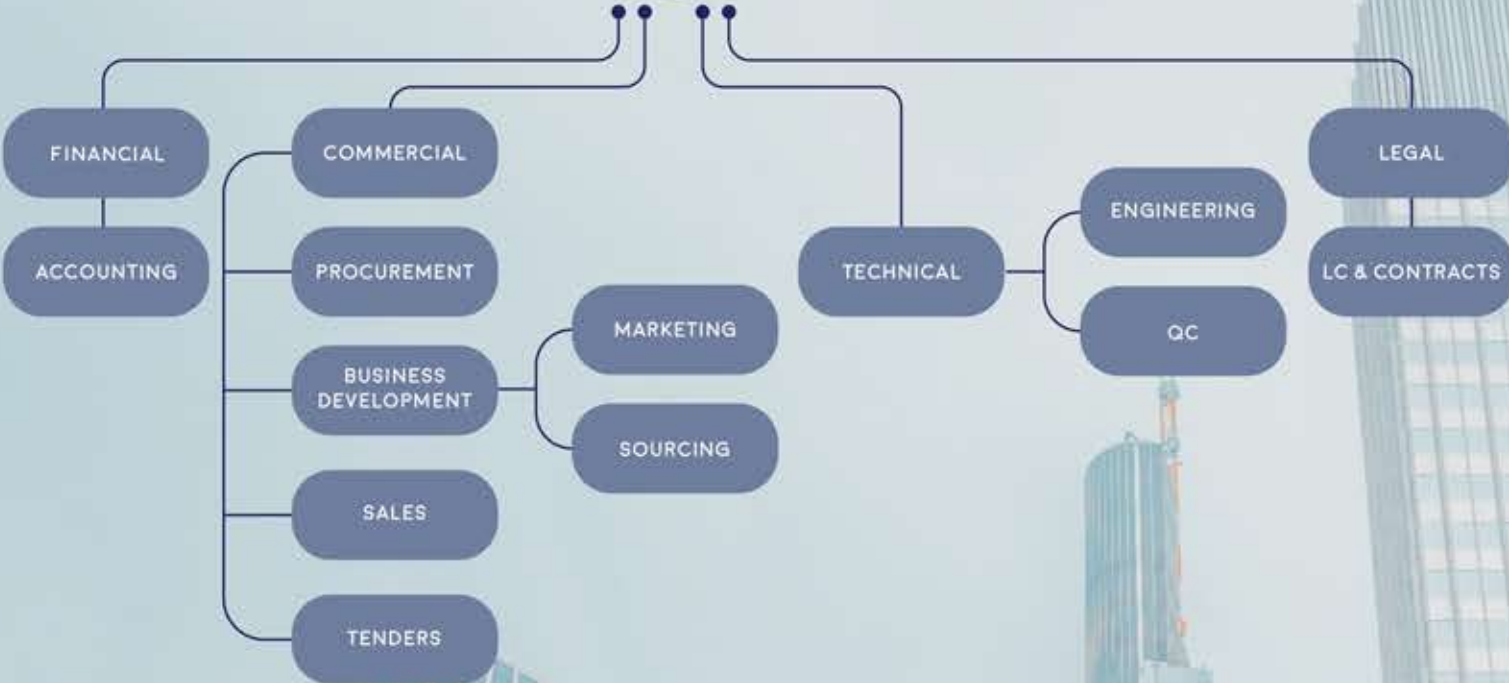 FINANCIAL
COMMERCIAL
LEGAL
ENGINEERING
ACCOUNTING
PROCUREMENT
TECHNICAL
LC & CONTRACTS
MARKETING
QC
BUSINESS
DEVELOPMENT
SOURCING
SALES
TENDERS